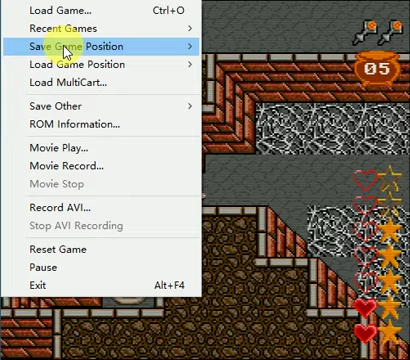 Load Game... Ctrl+O
Recent Games
Save Game Position
Load Game Position
Load MultiCart...
Save Other
ROM Information...
Movie Play...
Movie Record...
Movie Stop
Record AVI...
Stop AVI Recording
Reset Game
Pause
Exit Alt+F4
05